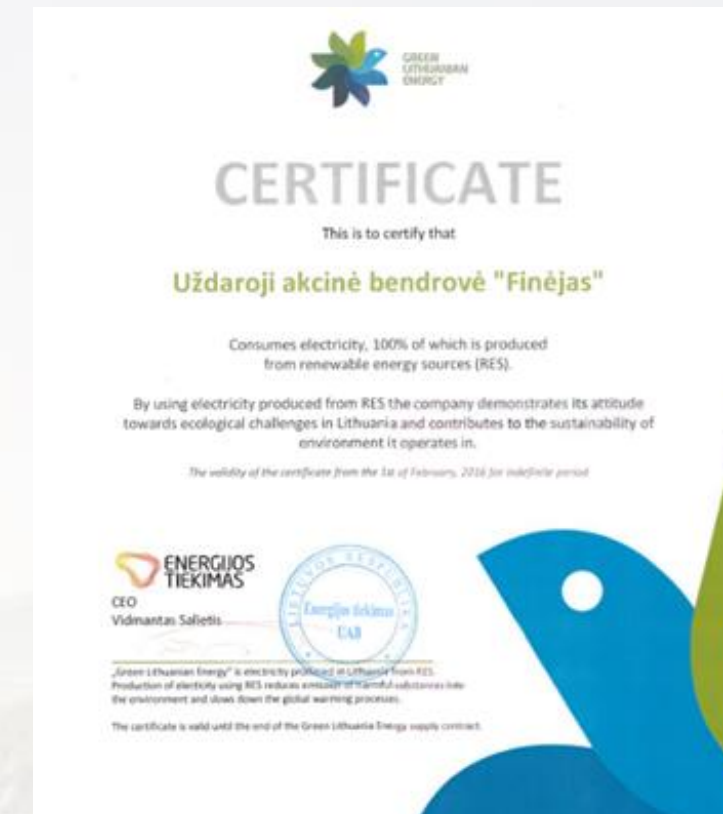 GREEN
LITHUANIAN
ENERGY
CERTIFICATE
This is to certify that
Uždaroji akcinė bendrovė "Finėjas"
Consumes electricity, 100% of which is produced
from renewable energy sources (RES).
By using electricity produced from RES the company demonstrates its attitude
towards ecological challenges in Lithuania and contributes to the sustainability of
environment it operates in.
The validity of the certificate from the 1st of February, 2016 for indefinite period
ENERGIJOS
TIEKIMAS
CEO
Vidmantas Salietis
LIETUVOS RESPUBLIKA
Energijos tiekimas
UAB
„Green Lithuanian Energy" is electricity produced in Lithuania from RES.
Production of electicity using RES reduces emission of harmful substances into
the environment and slows down the global warming processes.
The certificate is valid until the end of the Green Lithuania Energy supply contract.